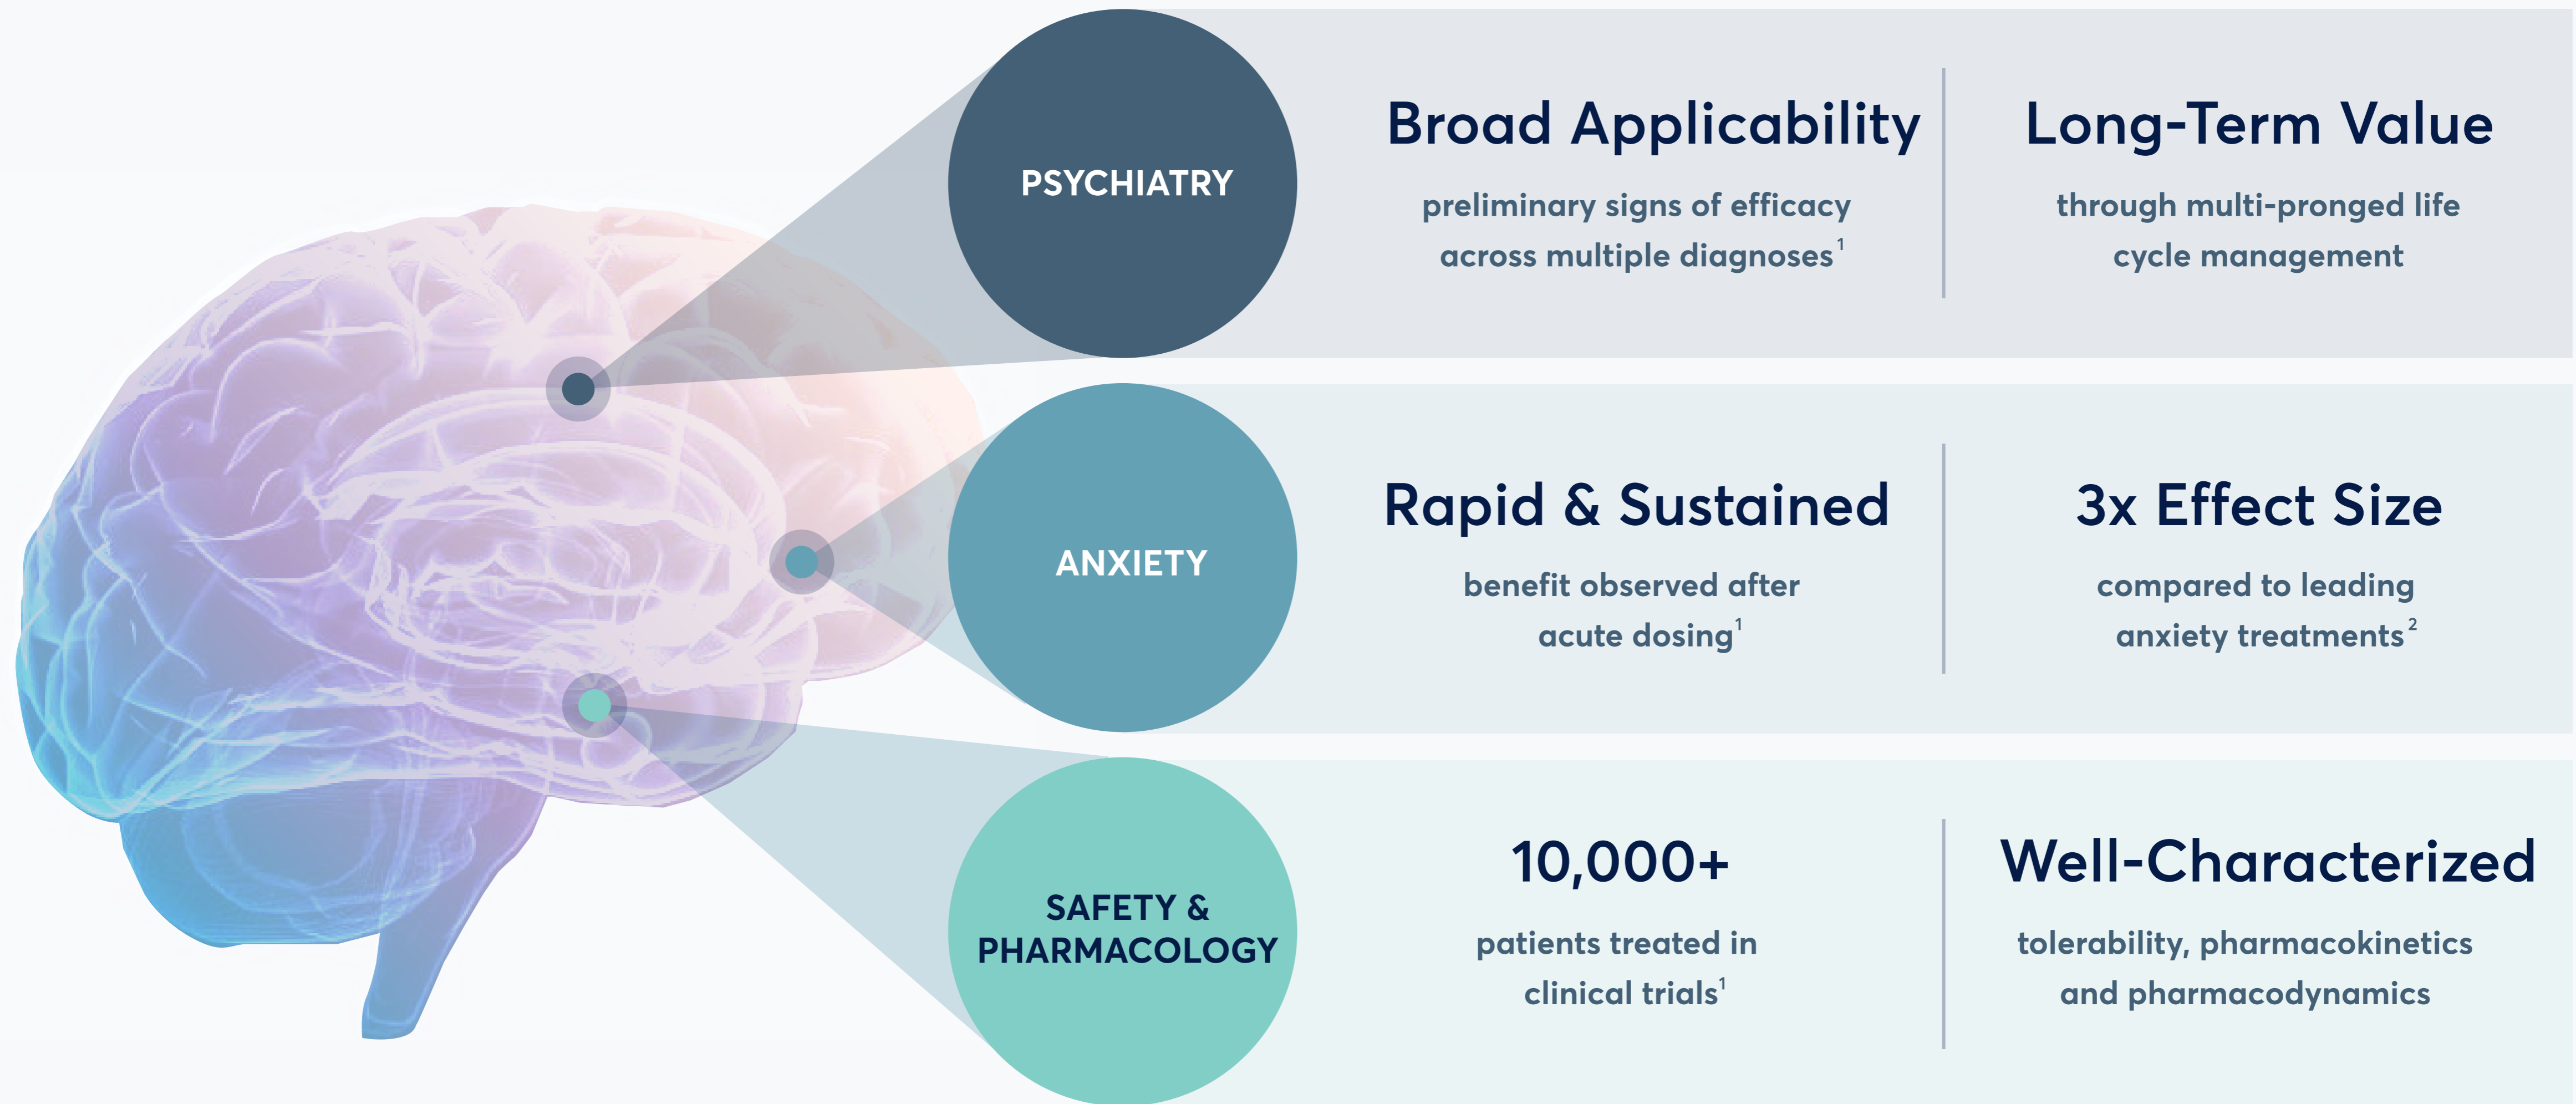 PSYCHIATRY
Broad Applicability
preliminary signs of efficacy
across multiple diagnoses1
Long-Term Value
through multi-pronged life
cycle management
ANXIETY
Rapid & Sustained
benefit observed after
acute dosing1
3x Effect Size
compared to leading
anxiety treatments2
SAFETY &
PHARMACOLOGY
10,000+
patients treated in
clinical trials1
Well-Characterized
tolerability, pharmacokinetics
and pharmacodynamics